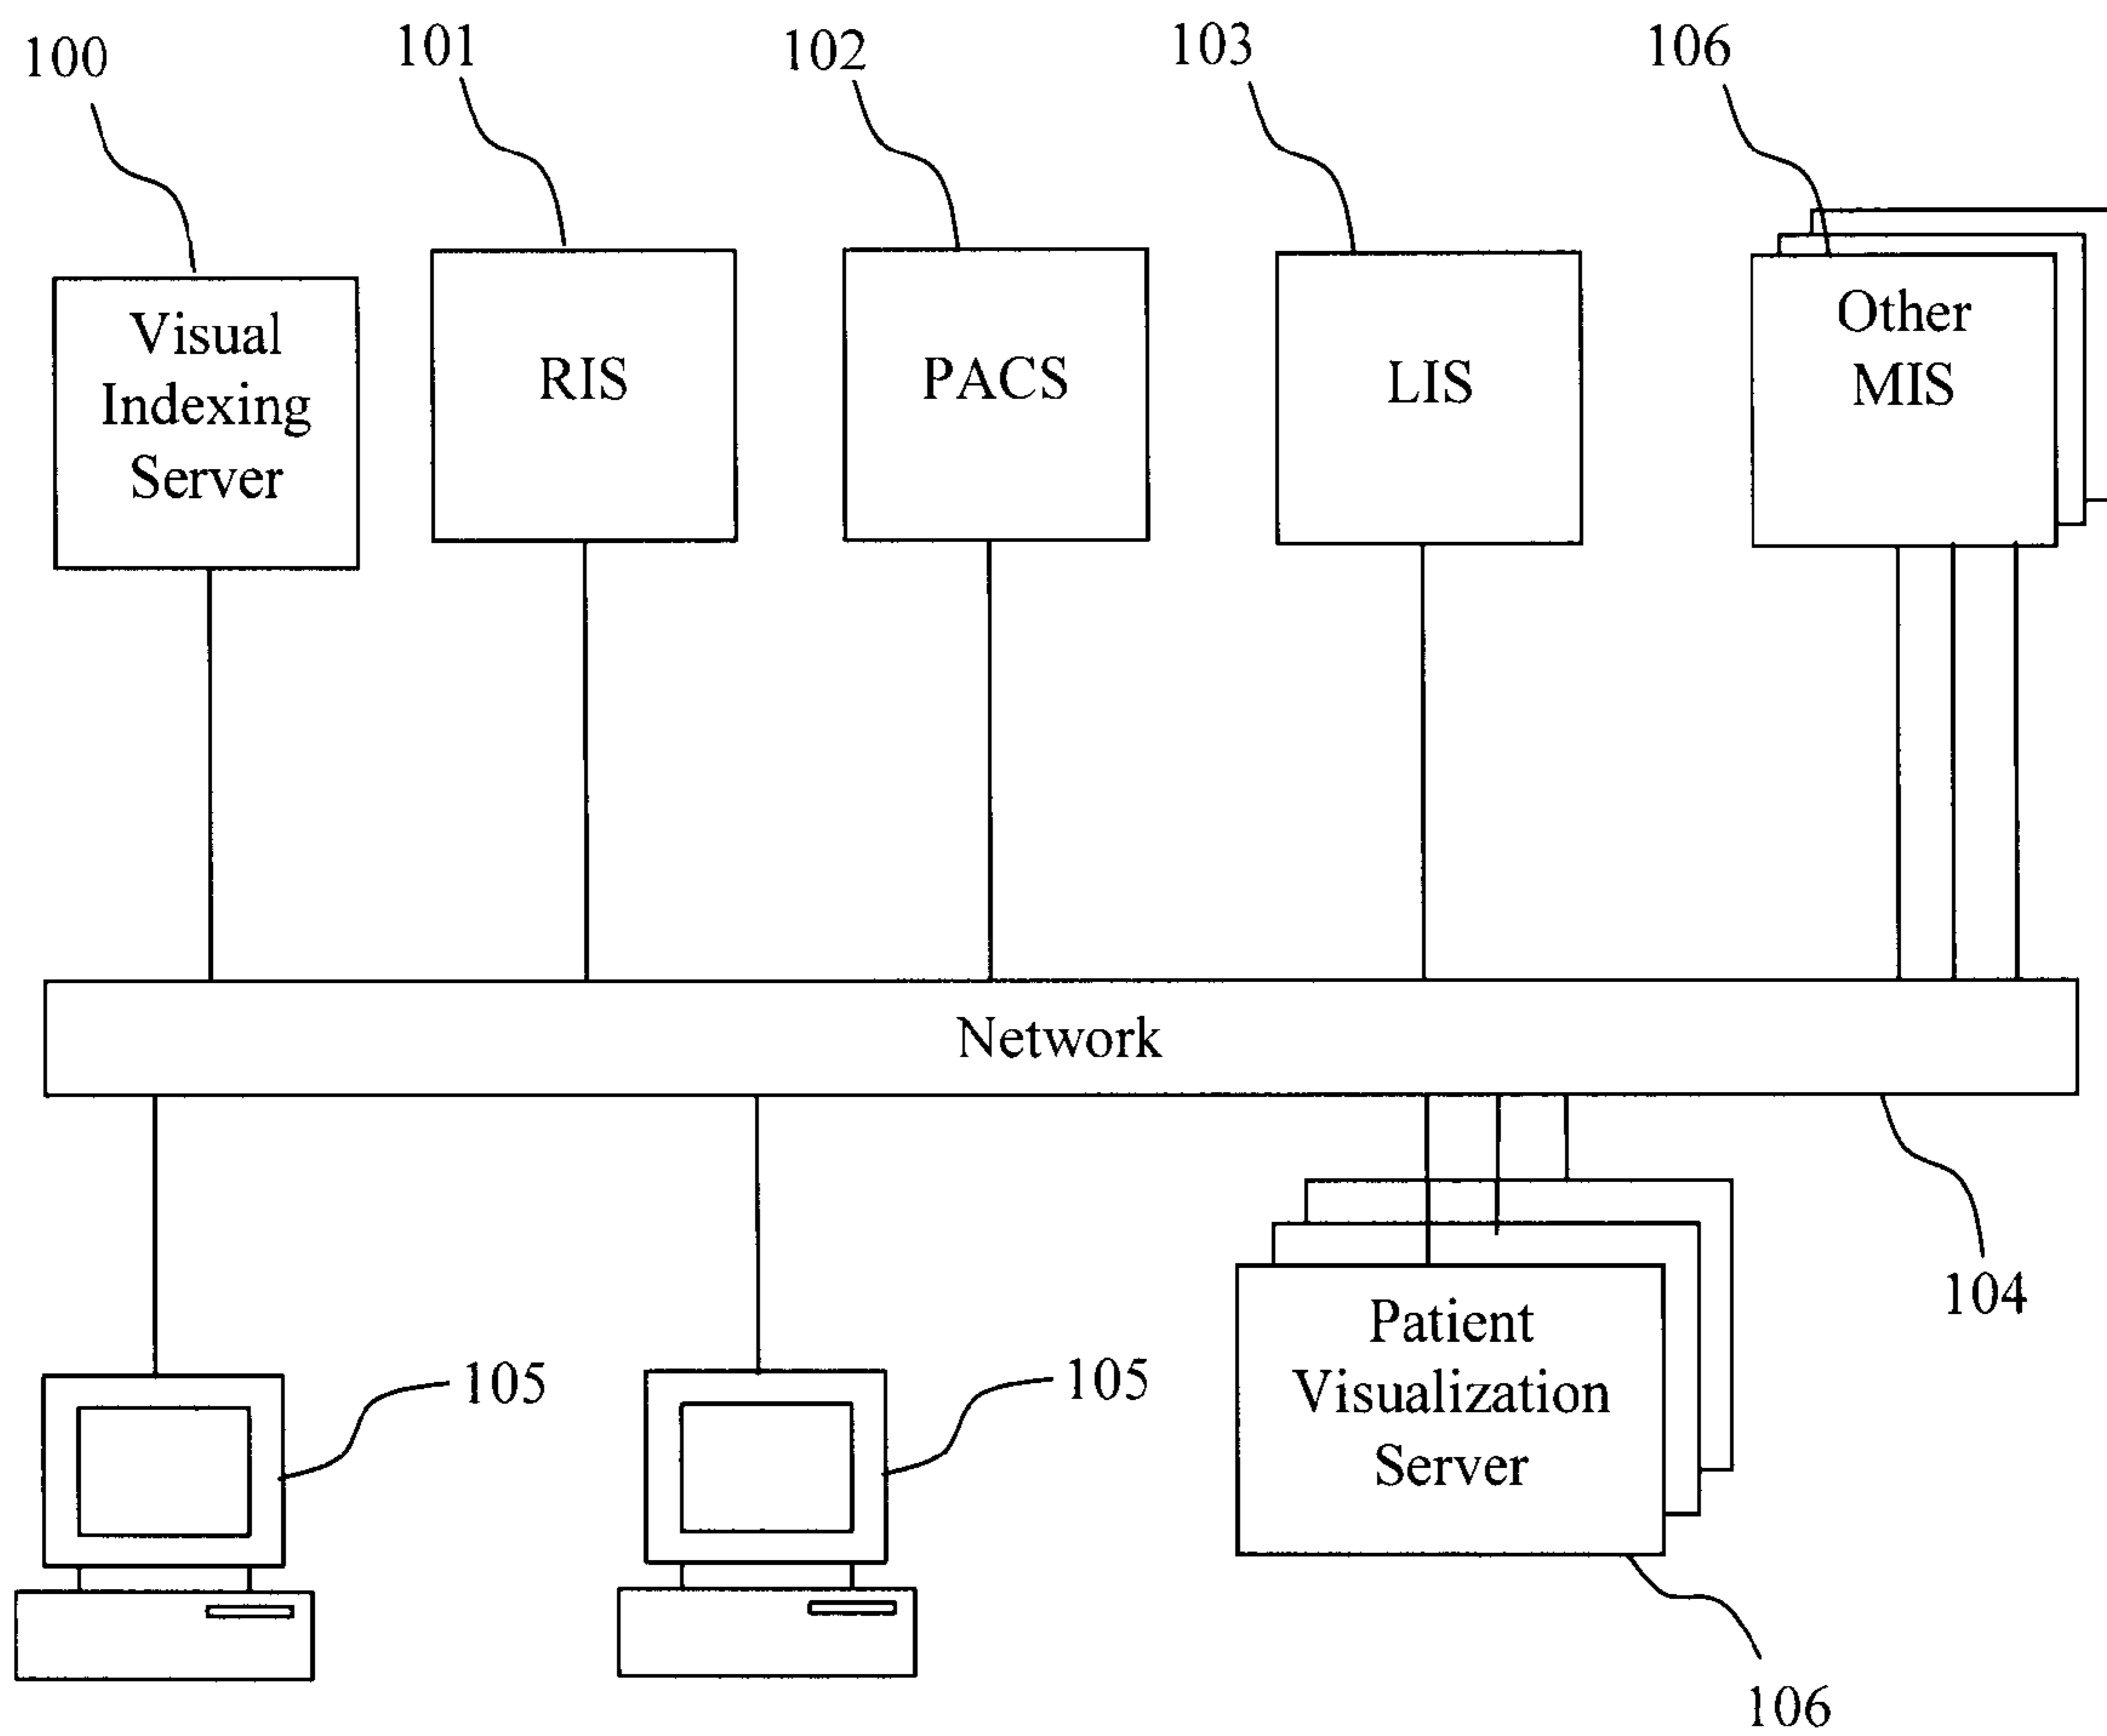 100
101
102
103
106
Visual
Indexing
Server
RIS
PACS
LIS
Other
MIS
Network
104
105
105
Patient
Visualization
Server
106